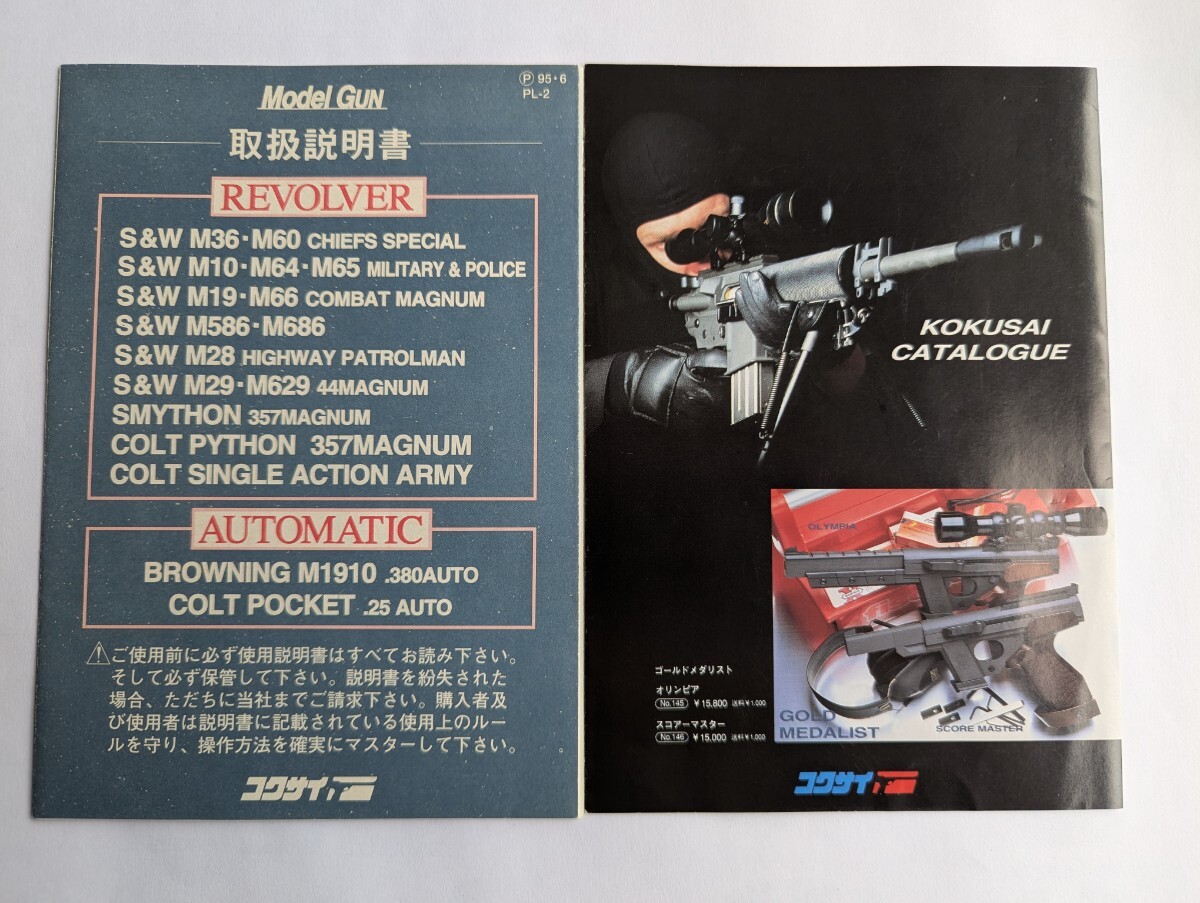 Model GUN
Ⓟ 95・6
PL-2
取扱説明書
REVOLVER
S&W M36・M60 CHIEFS SPECIAL
S&W M10・M64・M65 MILITARY & POLICE
S&W M19・M66 COMBAT MAGNUM
S&W M586・M686
S&W M28 HIGHWAY PATROLMAN
S&W M29・M629 44MAGNUM
SMYTHON 357MAGNUM
COLT PYTHON 357MAGNUM
COLT SINGLE ACTION ARMY
AUTOMATIC
BROWNING M1910 .380AUTO
COLT POCKET .25 AUTO
⚠ご使用前に必ず使用説明書はすべてお読み下さい。
そして必ず保管して下さい。説明書を紛失された
場合、ただちに当社までご請求下さい。購入者及
び使用者は説明書に記載されている使用上のルー
ルを守り、操作方法を確実にマスターして下さい。
コクサイ
KOKUSAI
CATALOGUE
OLYMPIA
GOLD
MEDALIST
SCORE MASTER
ゴールドメダリスト
オリンピア
No.145 ¥15,800 送料¥1,000
スコアーマスター
No.146 ¥15,000 送料¥1,000
コクサイ